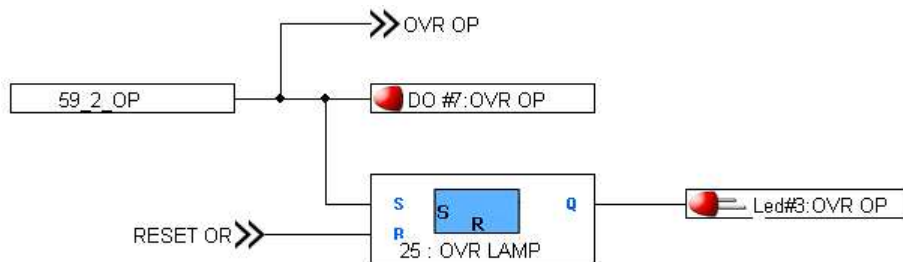 OVR OP
59_2_OP
DO #7:OVR OP
S
S
Q
R
R
Led#3:OVR OP
RESET OR
25 : OVR LAMP